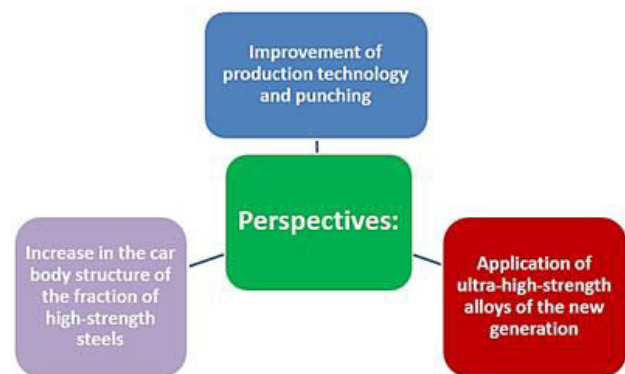 Improvement of
production technology
and punching
Perspectives:
Increase in the car
body structure of
the fraction of
high-strength
steels
Application of
ultra-high-strength
alloys of the new
generation